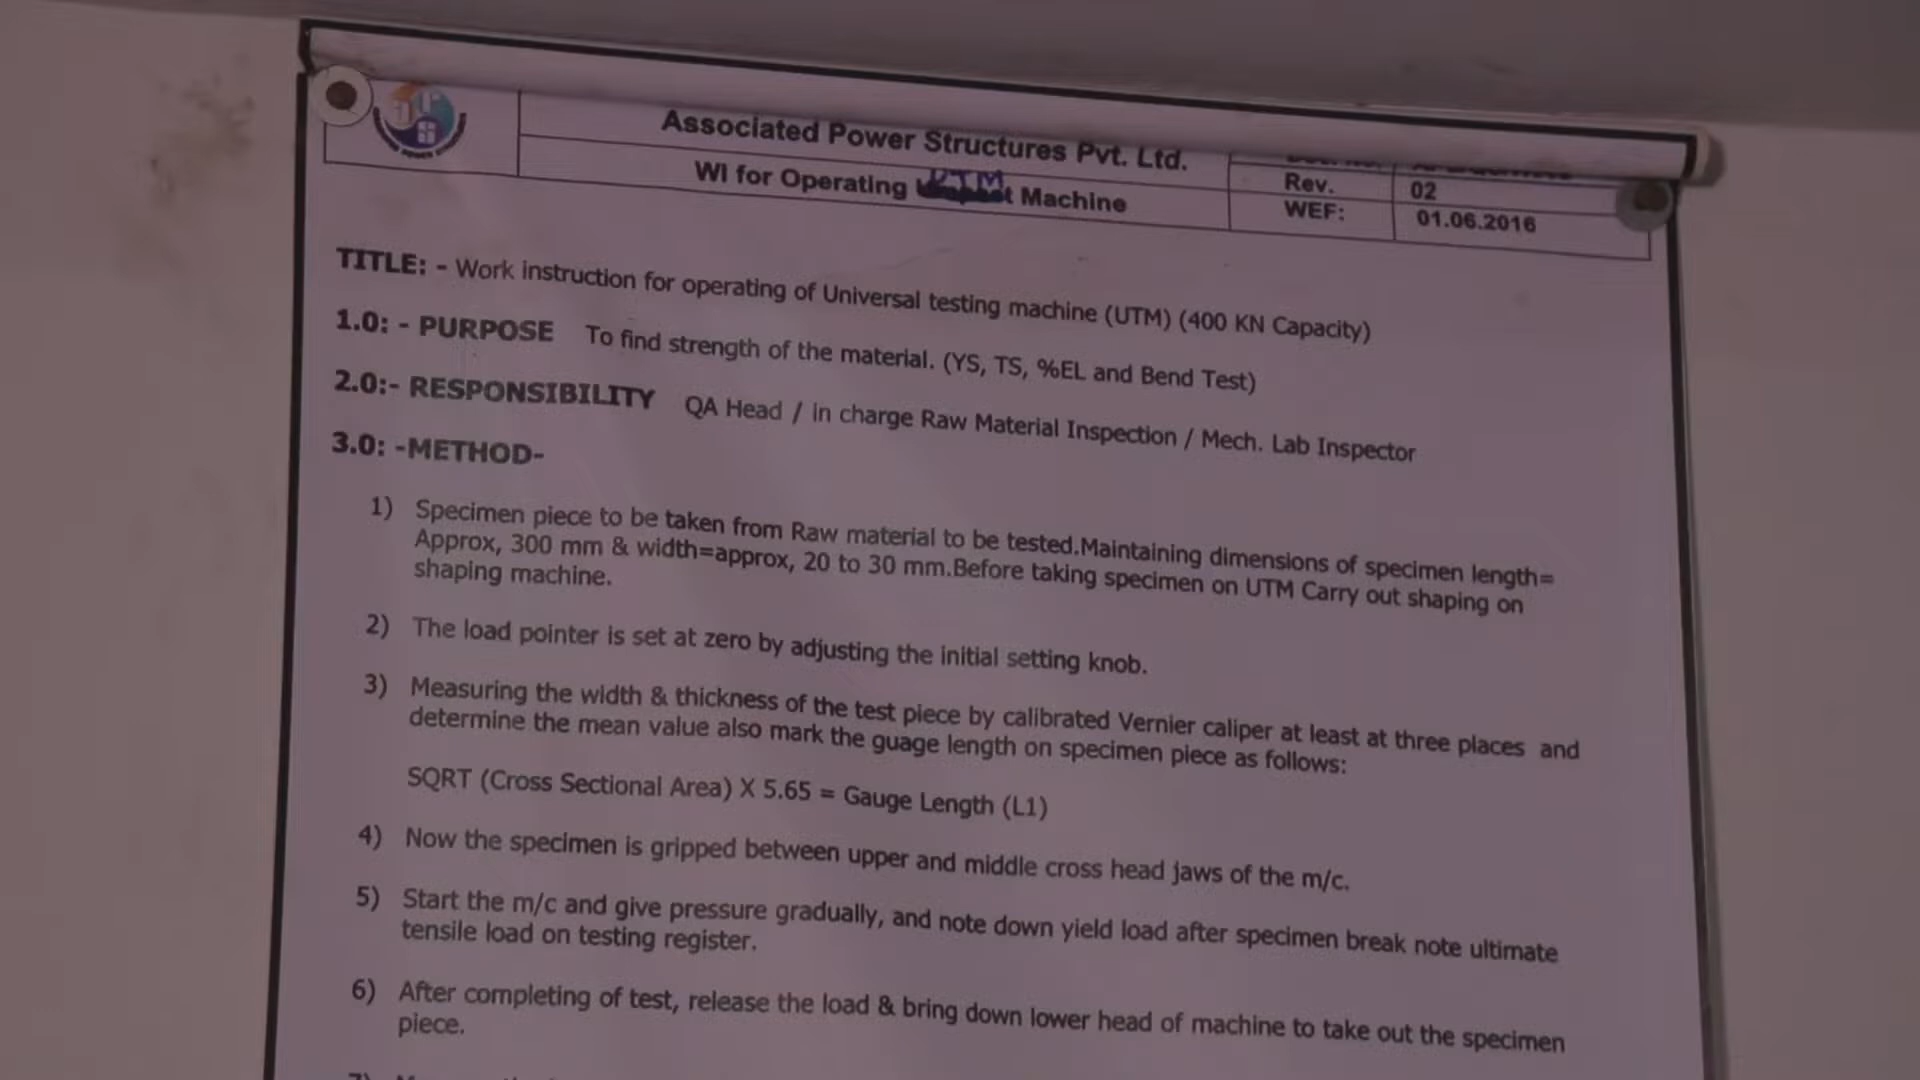 Associated Power Structures Pvt. Ltd.
WI for Operating UTM Machine
Rev. 02
WEF: 01.06.2016
TITLE: - Work instruction for operating of Universal testing machine (UTM) (400 KN Capacity)
1.0: - PURPOSE To find strength of the material. (YS, TS, %EL and Bend Test)
2.0:- RESPONSIBILITY QA Head / in charge Raw Material Inspection / Mech. Lab Inspector
3.0: -METHOD-
1) Specimen piece to be taken from Raw material to be tested.Maintaining dimensions of specimen length=
Approx, 300 mm & width=approx, 20 to 30 mm.Before taking specimen on UTM Carry out shaping on
shaping machine.
2) The load pointer is set at zero by adjusting the initial setting knob.
3) Measuring the width & thickness of the test piece by calibrated Vernier caliper at least at three places and
determine the mean value also mark the guage length on specimen piece as follows:
SQRT (Cross Sectional Area) X 5.65 = Gauge Length (L1)
4) Now the specimen is gripped between upper and middle cross head jaws of the m/c.
5) Start the m/c and give pressure gradually, and note down yield load after specimen break note ultimate
tensile load on testing register.
6) After completing of test, release the load & bring down lower head of machine to take out the specimen
piece.